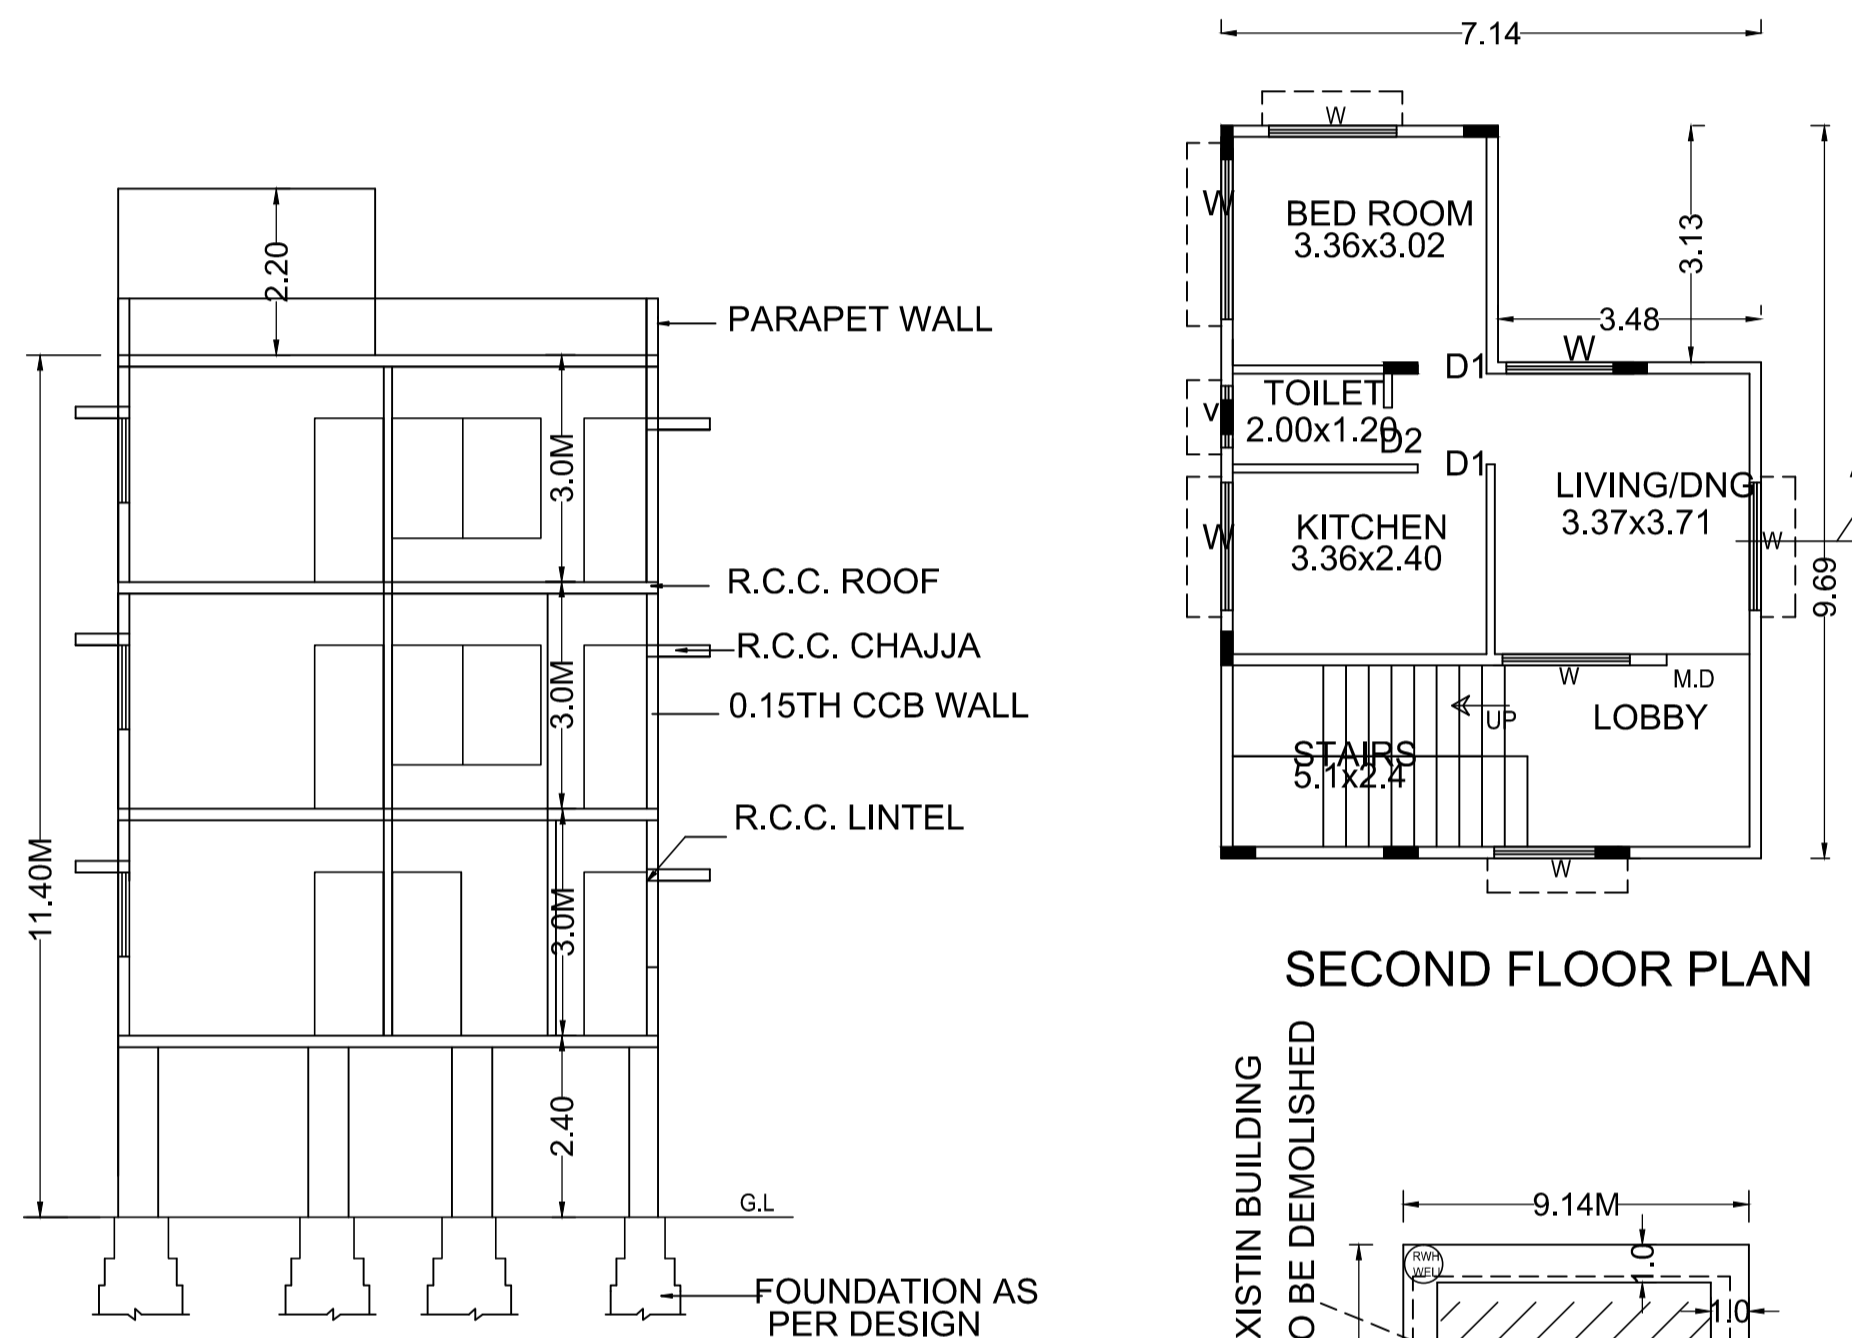 2.20
PARAPET WALL
3.0M
R.C.C. ROOF
R.C.C. CHAJJA
3.0M
0.15TH CCB WALL
R.C.C. LINTEL
11.40M
3.0M
2.40
G.L
FOUNDATION AS
PER DESIGN
7.14
W
W
BED ROOM
3.36x3.02
3.13
3.48
W
D1
TOILET
V
2.00x1.20
D2
D1
LIVING/DNG
3.37x3.71
W
KITCHEN
3.36x2.40
W
9.69
W
M.D
UP
LOBBY
STAIRS
5.1x2.4
W
SECOND FLOOR PLAN
XISTIN BUILDING
O BE DEMOLISHED
9.14M
RWH
WELL
1.0
1.0